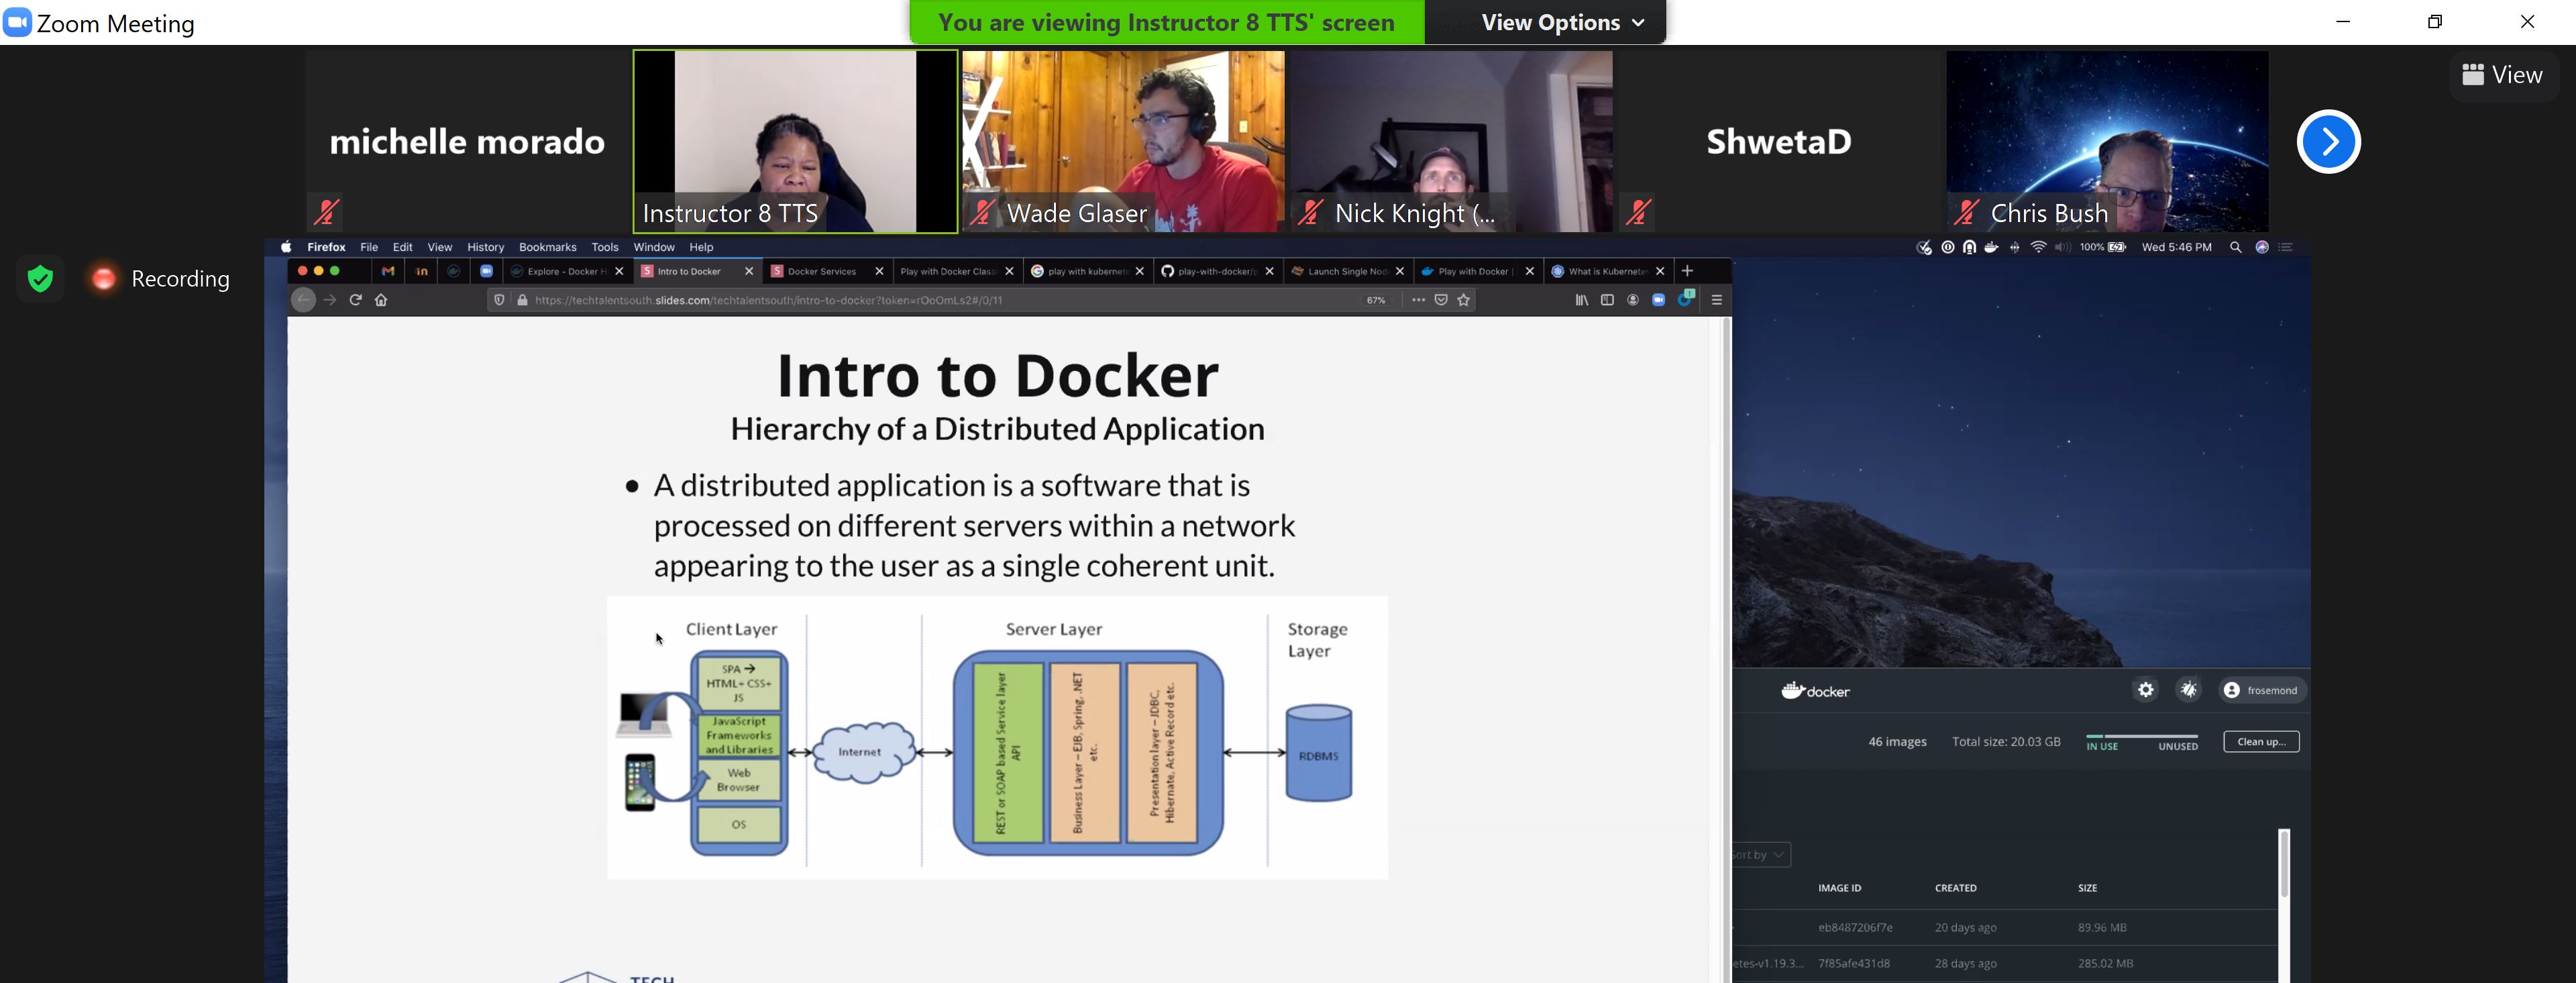 Zoom Meeting
You are viewing Instructor 8 TTS' screen
View Options
View
michelle morado
Instructor 8 TTS
Wade Glaser
Nick Knight (...
ShwetaD
Chris Bush
Recording
Firefox File Edit View History Bookmarks Tools Window Help
100%
Wed 5:46 PM
Explore - Docker H
Intro to Docker
Docker Services
Play with Docker Class
play with kubernete
play-with-docker/p
Launch Single Nod
Play with Docker
What is Kubernete
https://techtalentsouth.slides.com/techtalentsouth/intro-to-docker?token=rOoOmLs2#/0/11
67%
Intro to Docker
Hierarchy of a Distributed Application
• A distributed application is a software that is
processed on different servers within a network
appearing to the user as a single coherent unit.
Client Layer
Server Layer
Storage
Layer
SPA →
HTML+ CSS+
JS
JavaScript
Frameworks
and Libraries
Web
Browser
OS
Internet
REST or SOAP based Service layer
API
Business Layer – EJB, Spring, .NET
etc.
Presentation layer – JDBC,
Hibernate, Active Record etc.
RDBMS
TECH
docker
frosemond
46 images
Total size: 20.03 GB
IN USE
UNUSED
Clean up...
Sort by
IMAGE ID
CREATED
SIZE
eb8487206f7e
20 days ago
89.96 MB
etes-v1.19.3...
7f85afe431d8
28 days ago
285.02 MB